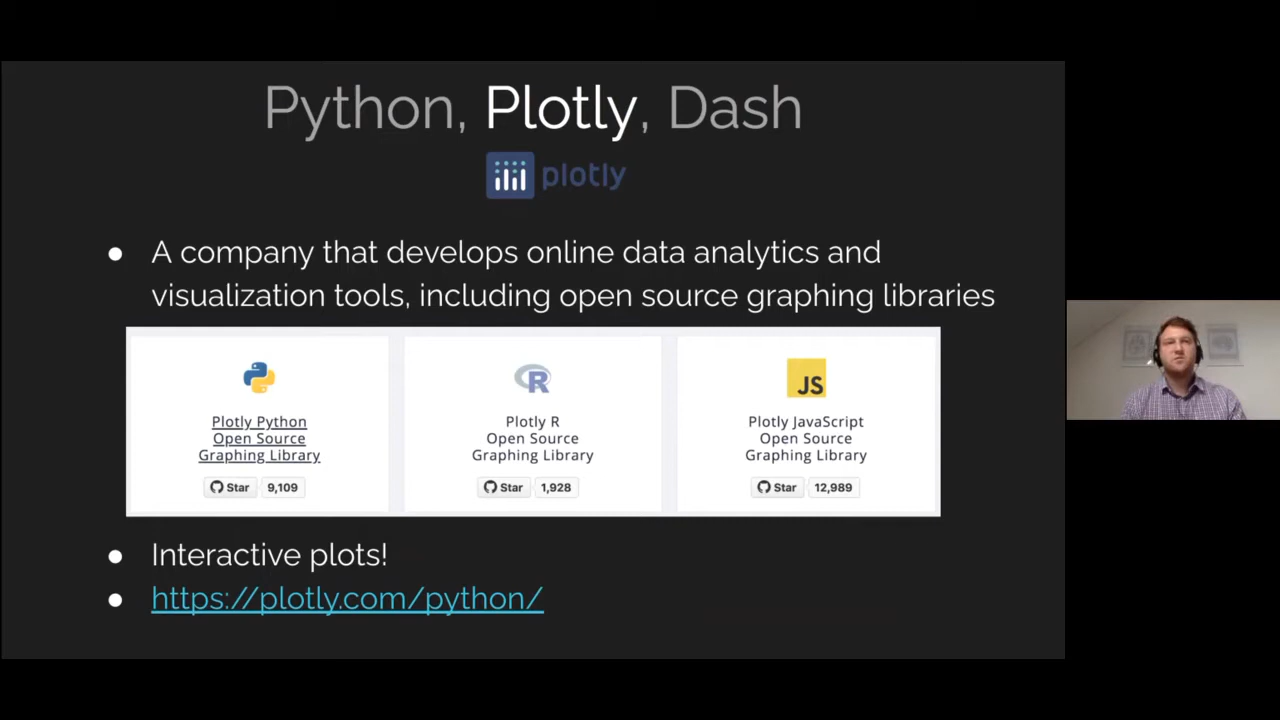 Python, Plotly, Dash
plotly
● A company that develops online data analytics and
visualization tools, including open source graphing libraries
R
JS
Plotly Python
Open Source
Graphing Library
Star 9,109
Plotly R
Open Source
Graphing Library
Star 1,928
Plotly JavaScript
Open Source
Graphing Library
Star 12,989
● Interactive plots!
● https://plotly.com/python/